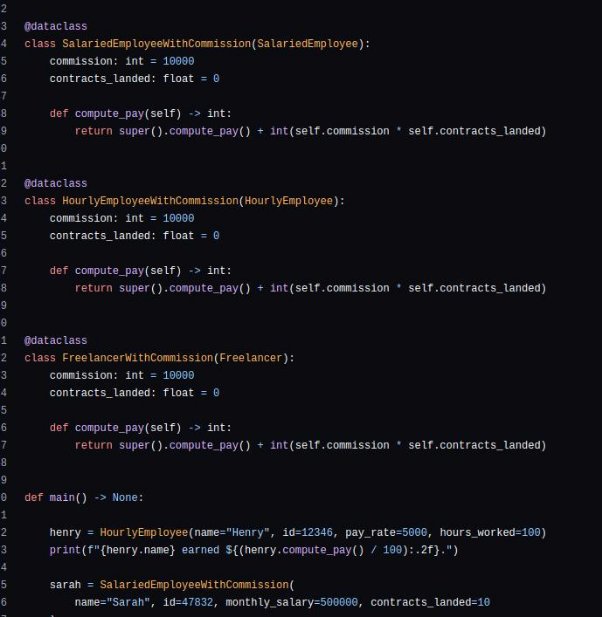 2
3 @dataclass
4 class SalariedEmployeeWithCommission(SalariedEmployee):
5     commission: int = 10000
6     contracts_landed: float = 0
7
8     def compute_pay(self) -> int:
9         return super().compute_pay() + int(self.commission * self.contracts_landed)
0
1
2 @dataclass
3 class HourlyEmployeeWithCommission(HourlyEmployee):
4     commission: int = 10000
5     contracts_landed: float = 0
6
7     def compute_pay(self) -> int:
8         return super().compute_pay() + int(self.commission * self.contracts_landed)
9
0
1 @dataclass
2 class FreelancerWithCommission(Freelancer):
3     commission: int = 10000
4     contracts_landed: float = 0
5
6     def compute_pay(self) -> int:
7         return super().compute_pay() + int(self.commission * self.contracts_landed)
8
9
0 def main() -> None:
1
2     henry = HourlyEmployee(name="Henry", id=12346, pay_rate=5000, hours_worked=100)
3     print(f"{henry.name} earned ${(henry.compute_pay() / 100):.2f}.")
4
5     sarah = SalariedEmployeeWithCommission(
6         name="Sarah", id=47832, monthly_salary=500000, contracts_landed=10